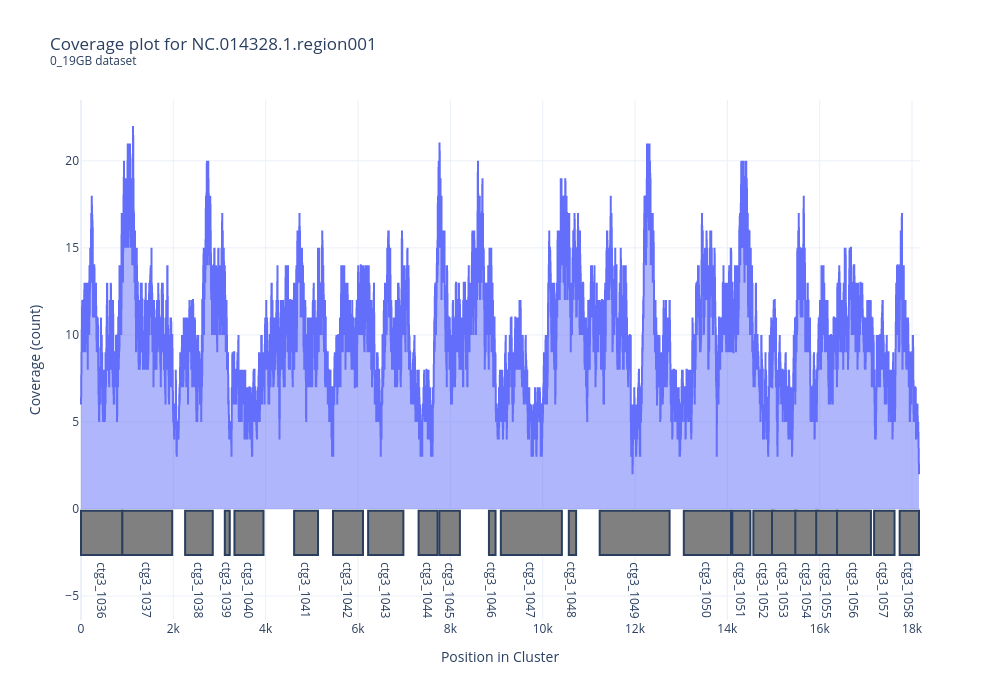 Coverage plot for NC.014328.1.region001
0_19GB dataset
Coverage (count)
20
15
10
5
0
−5
ctg3_1036
ctg3_1037
ctg3_1038
ctg3_1039
ctg3_1040
ctg3_1041
ctg3_1042
ctg3_1043
ctg3_1044
ctg3_1045
ctg3_1046
ctg3_1047
ctg3_1048
ctg3_1049
ctg3_1050
ctg3_1051
ctg3_1052
ctg3_1053
ctg3_1054
ctg3_1055
ctg3_1056
ctg3_1057
ctg3_1058
0 2k 4k 6k 8k 10k 12k 14k 16k 18k
Position in Cluster